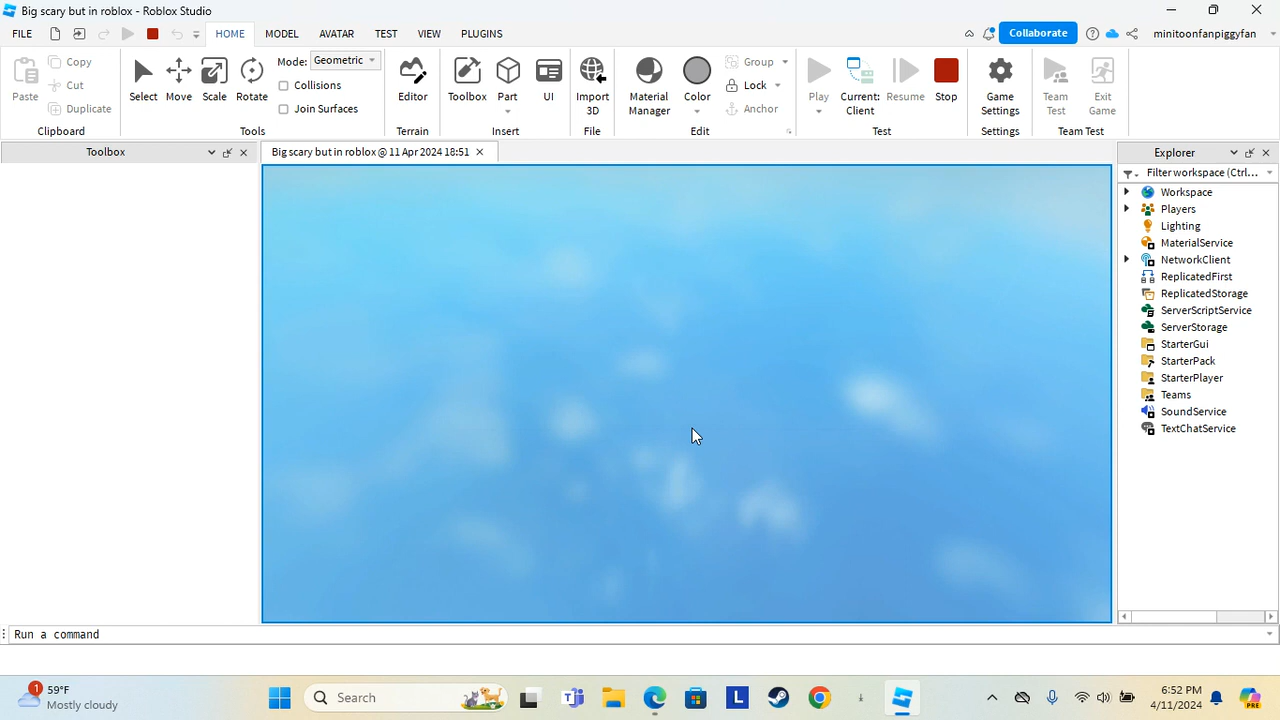 Big scary but in roblox - Roblox Studio
FILE HOME MODEL AVATAR TEST VIEW PLUGINS Collaborate minitoonfanpiggyfan
Paste Copy Cut Duplicate Clipboard
Select Move Scale Rotate Mode: Geometric Collisions Join Surfaces Tools
Editor Terrain
Toolbox Part UI Insert
Import 3D File
Material Manager Color Group Lock Anchor Edit
Play Current: Client Resume Stop Test
Game Settings Settings
Team Test Exit Game Team Test
Toolbox
Big scary but in roblox @ 11 Apr 2024 18:51
Explorer
Filter workspace (Ctrl...
Workspace
Players
Lighting
MaterialService
NetworkClient
ReplicatedFirst
ReplicatedStorage
ServerScriptService
ServerStorage
StarterGui
StarterPack
StarterPlayer
Teams
SoundService
TextChatService
Run a command
1
59°F
Mostly cloudy
Search
L
PRE
6:52 PM
4/11/2024